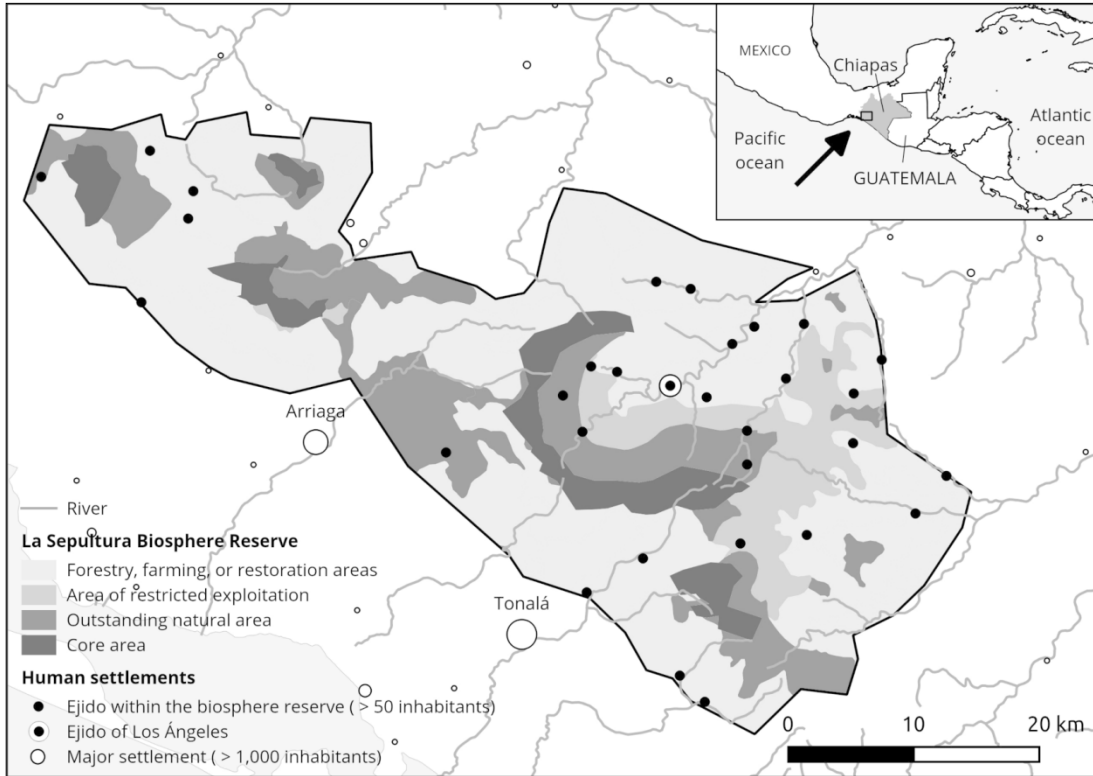 MEXICO
Chiapas
Pacific
ocean
Atlantic
ocean
GUATEMALA
Arriaga
Tonalá
River
La Sepultura Biosphere Reserve
Forestry, farming, or restoration areas
Area of restricted exploitation
Outstanding natural area
Core area
Human settlements
Ejido within the biosphere reserve ( > 50 inhabitants)
Ejido of Los Ángeles
Major settlement ( > 1,000 inhabitants)
0 10 20 km